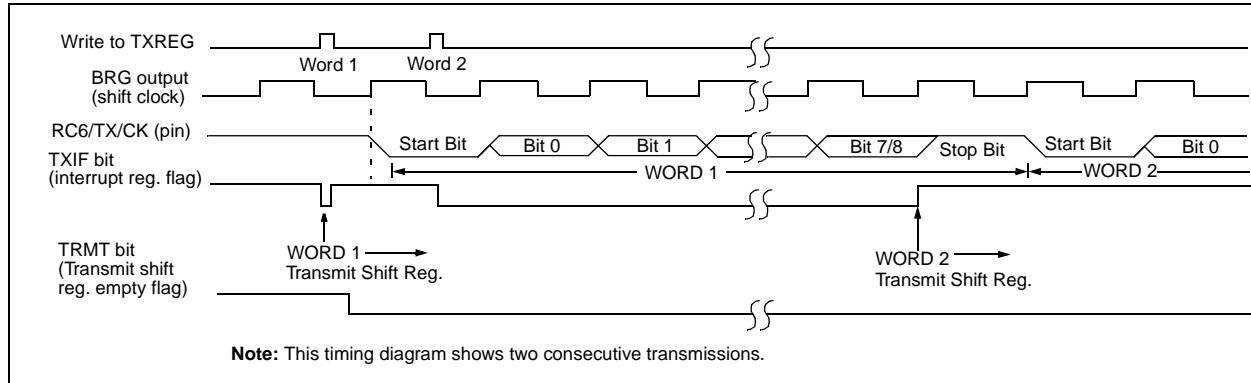 Write to TXREG
Word 1
Word 2
BRG output
(shift clock)
RC6/TX/CK (pin)
Start Bit
Bit 0
Bit 1
Bit 7/8
Stop Bit
Start Bit
Bit 0
TXIF bit
(interrupt reg. flag)
WORD 1
WORD 2
TRMT bit
(Transmit shift
reg. empty flag)
WORD 1
Transmit Shift Reg.
WORD 2
Transmit Shift Reg.
Note: This timing diagram shows two consecutive transmissions.